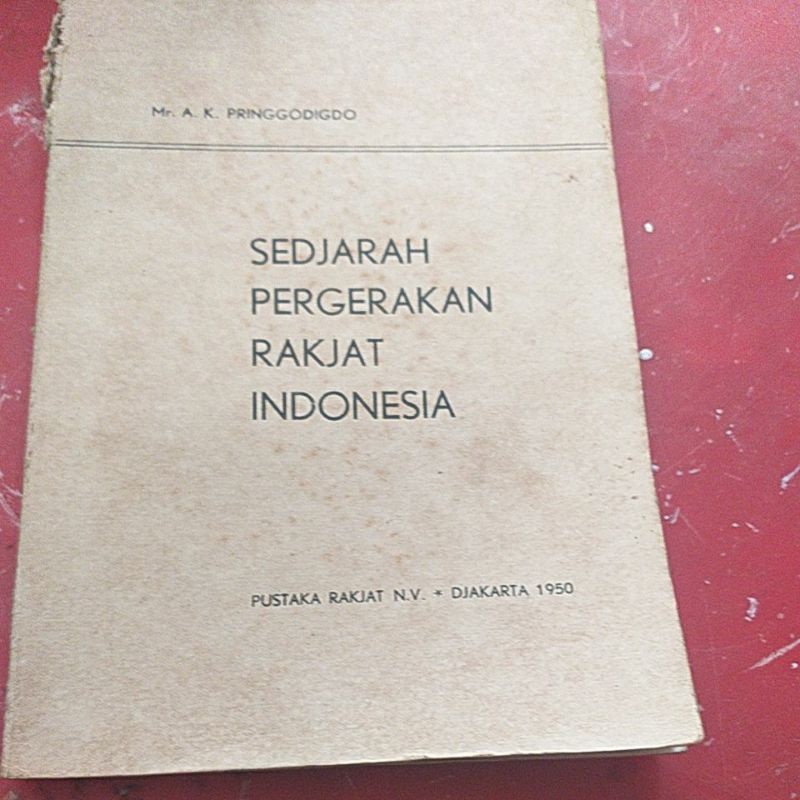 Mr. A. K. PRINGGODIGDO
SEDJARAH
PERGERAKAN
RAKJAT
INDONESIA
PUSTAKA RAKJAT N.V. * DJAKARTA 1950